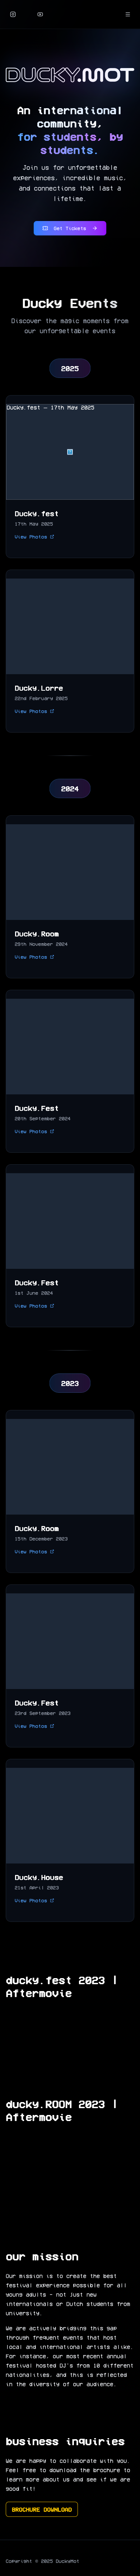 DUCKY.MOT
An international
community,
for students, by
students.
Join us for unforgettable
experiences, incredible music,
and connections that last a
lifetime.
Get Tickets
Ducky Events
Discover the magic moments from
our unforgettable events
2025
Ducky.fest – 17th May 2025
Ducky.fest
17th May 2025
View Photos
Ducky.Lorre
22nd February 2025
View Photos
2024
Ducky.Room
29th November 2024
View Photos
Ducky.Fest
20th September 2024
View Photos
Ducky.Fest
1st June 2024
View Photos
2023
Ducky.Room
15th December 2023
View Photos
Ducky.Fest
23rd September 2023
View Photos
Ducky.House
21st April 2023
View Photos
ducky.fest 2023 |
Aftermovie
ducky.ROOM 2023 |
Aftermovie
our mission
Our mission is to create the best
festival experience possible for all
young adults - not just new
internationals or Dutch students from
university.
We are actively bridging this gap
through frequent events that host
local and international artists alike.
For instance, our most recent annual
festival hosted DJ's from 10 different
nationalities, and this is reflected
in the diversity of our audience.
business inquiries
We are happy to collaborate with you.
Feel free to download the brochure to
learn more about us and see if we are
good fit!
BROCHURE DOWNLOAD
Copyright © 2025 DuckyMot